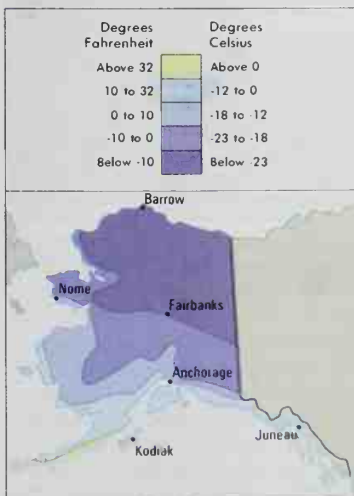 Degrees Fahrenheit Degrees Celsius
Above 32 Above 0
10 to 32 -12 to 0
0 to 10 -18 to -12
-10 to 0 -23 to -18
Below -10 Below -23
Barrow
Nome
Fairbanks
Anchorage
Juneau
Kodiak